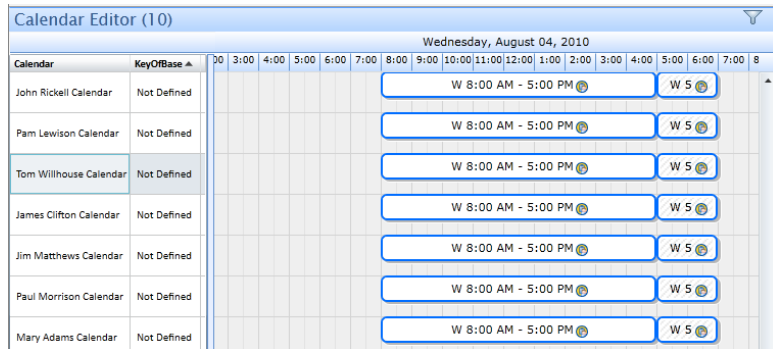 Calendar Editor (10)
Wednesday, August 04, 2010
Calendar KeyOfBase 00 3:00 4:00 5:00 6:00 7:00 8:00 9:00 10:00 11:00 12:00 1:00 2:00 3:00 4:00 5:00 6:00 7:00 8
John Rickell Calendar Not Defined W 8:00 AM - 5:00 PM W 5
Pam Lewison Calendar Not Defined W 8:00 AM - 5:00 PM W 5
Tom Willhouse Calendar Not Defined W 8:00 AM - 5:00 PM W 5
James Clifton Calendar Not Defined W 8:00 AM - 5:00 PM W 5
Jim Matthews Calendar Not Defined W 8:00 AM - 5:00 PM W 5
Paul Morrison Calendar Not Defined W 8:00 AM - 5:00 PM W 5
Mary Adams Calendar Not Defined W 8:00 AM - 5:00 PM W 5